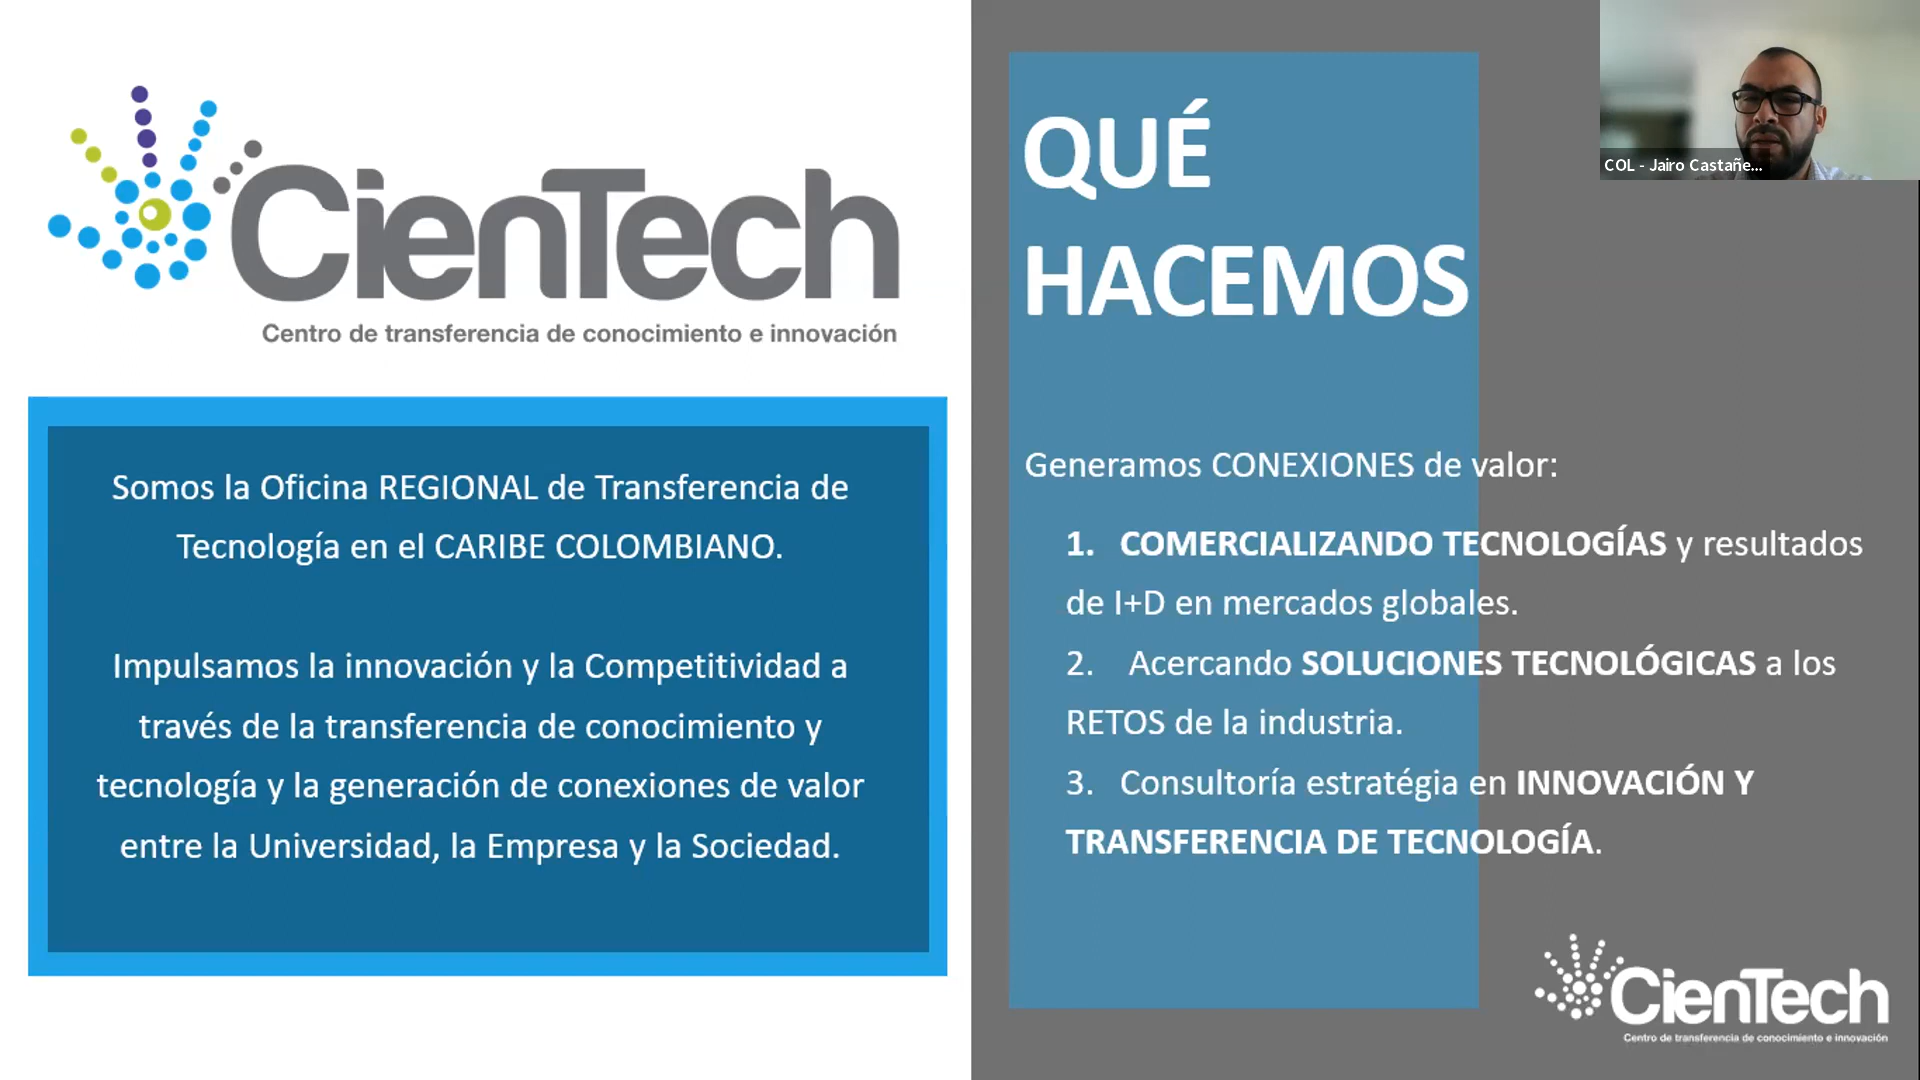 CienTech
Centro de transferencia de conocimiento e innovación
Somos la Oficina REGIONAL de Transferencia de
Tecnología en el CARIBE COLOMBIANO.
Impulsamos la innovación y la Competitividad a
través de la transferencia de conocimiento y
tecnología y la generación de conexiones de valor
entre la Universidad, la Empresa y la Sociedad.
QUÉ
HACEMOS
Generamos CONEXIONES de valor:
1. COMERCIALIZANDO TECNOLOGÍAS y resultados
de I+D en mercados globales.
2. Acercando SOLUCIONES TECNOLÓGICAS a los
RETOS de la industria.
3. Consultoría estratégia en INNOVACIÓN Y
TRANSFERENCIA DE TECNOLOGÍA.
COL - Jairo Castañe...
CienTech
Centro de transferencia de conocimiento e innovación